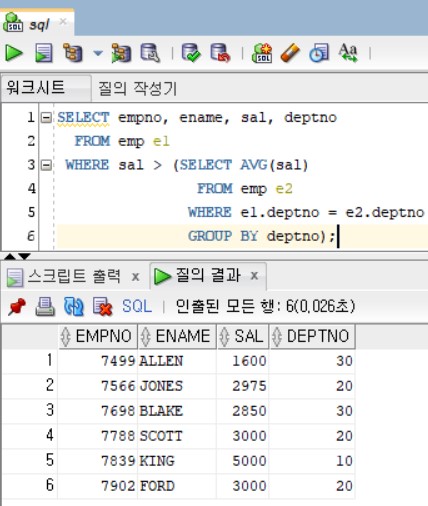 sql
SQL
워크시트 질의 작성기
1 SELECT empno, ename, sal, deptno
2 FROM emp e1
3 WHERE sal > (SELECT AVG(sal)
4 FROM emp e2
5 WHERE e1.deptno = e2.deptno
6 GROUP BY deptno);
스크립트 출력 x 질의 결과 x
SQL | 인출된 모든 행: 6(0,026초)
EMPNO ENAME SAL DEPTNO
1 7499 ALLEN 1600 30
2 7566 JONES 2975 20
3 7698 BLAKE 2850 30
4 7788 SCOTT 3000 20
5 7839 KING 5000 10
6 7902 FORD 3000 20